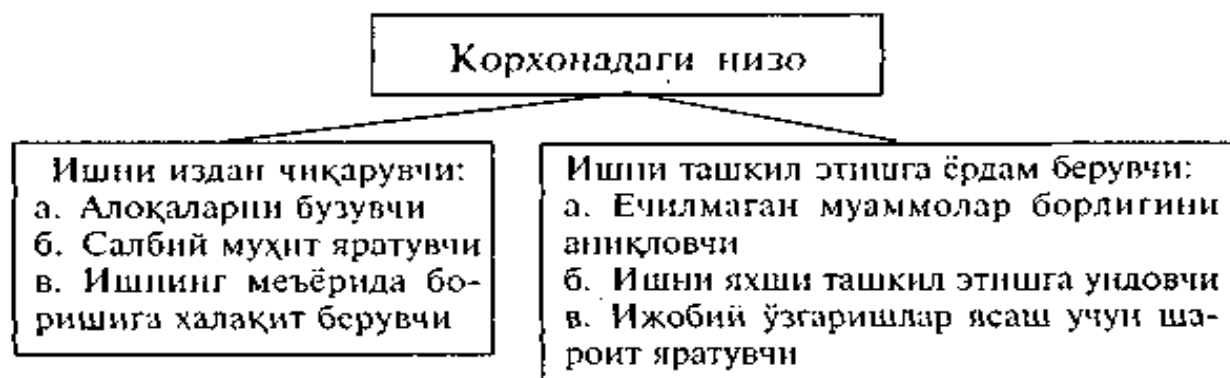 Корхонадаги низо
Ишни издан чиқарувчи:
а. Алоқаларни бузувчи
б. Салбий муҳит яратувчи
в. Ишнинг меъёрида бо-
ришига халақит берувчи
Ишни ташкил этишга ёрдам берувчи:
а. Ечилмаган муаммолар борлигини
аниқловчи
б. Ишни яхши ташкил этишга ундовчи
в. Ижобий ўзгаришлар ясаш учун ша-
роит яратувчи